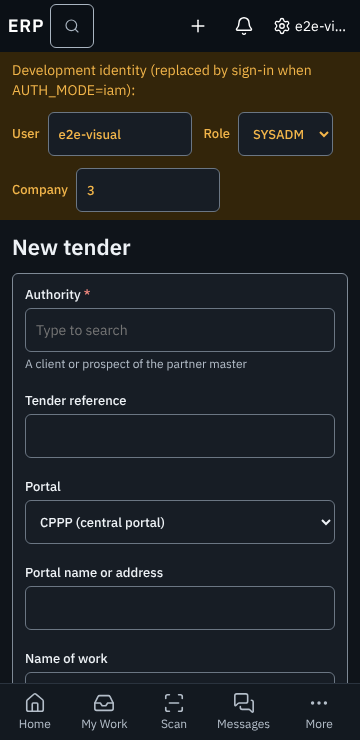 ERP
e2e-vi...
Development identity (replaced by sign-in when
AUTH_MODE=iam):
User e2e-visual Role SYSADM
Company 3
New tender
Authority *
Type to search
A client or prospect of the partner master
Tender reference
Portal
CPPP (central portal)
Portal name or address
Name of work
Home My Work Scan Messages More